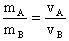 m_A / m_B = v_A / v_B